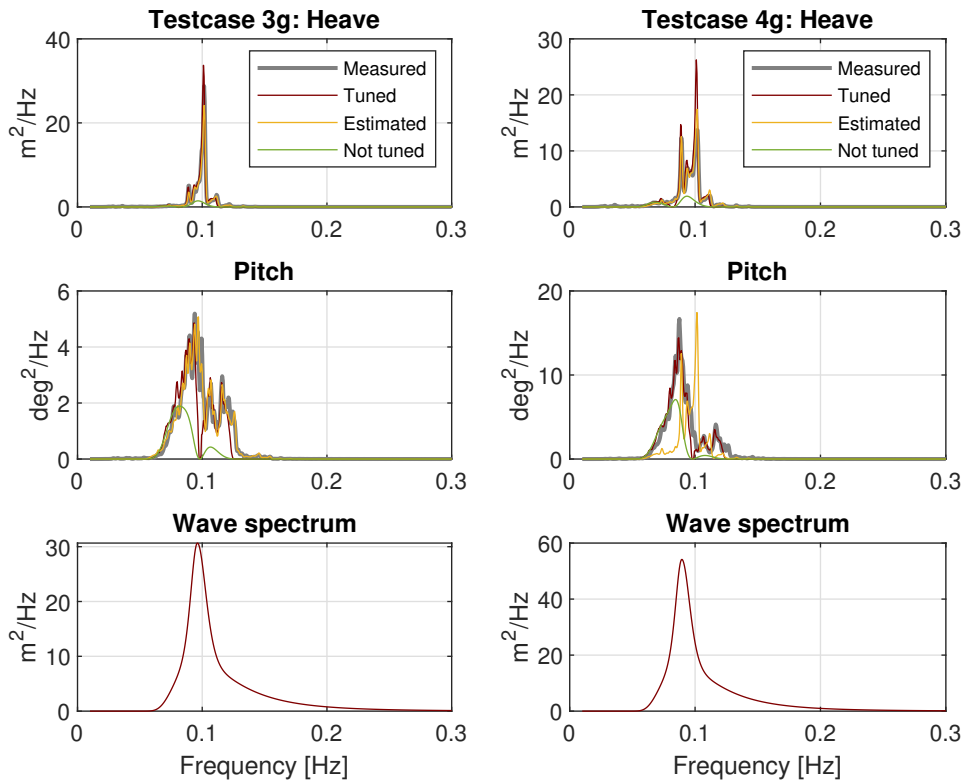 Testcase 3g: Heave
m²/Hz
40
20
0
Measured
Tuned
Estimated
Not tuned
0 0.1 0.2 0.3
Testcase 4g: Heave
m²/Hz
30
20
10
0
Measured
Tuned
Estimated
Not tuned
0 0.1 0.2 0.3
Pitch
deg²/Hz
6
4
2
0
0 0.1 0.2 0.3
Pitch
deg²/Hz
20
10
0
0 0.1 0.2 0.3
Wave spectrum
m²/Hz
30
20
10
0
0 0.1 0.2 0.3
Frequency [Hz]
Wave spectrum
m²/Hz
60
40
20
0
0 0.1 0.2 0.3
Frequency [Hz]